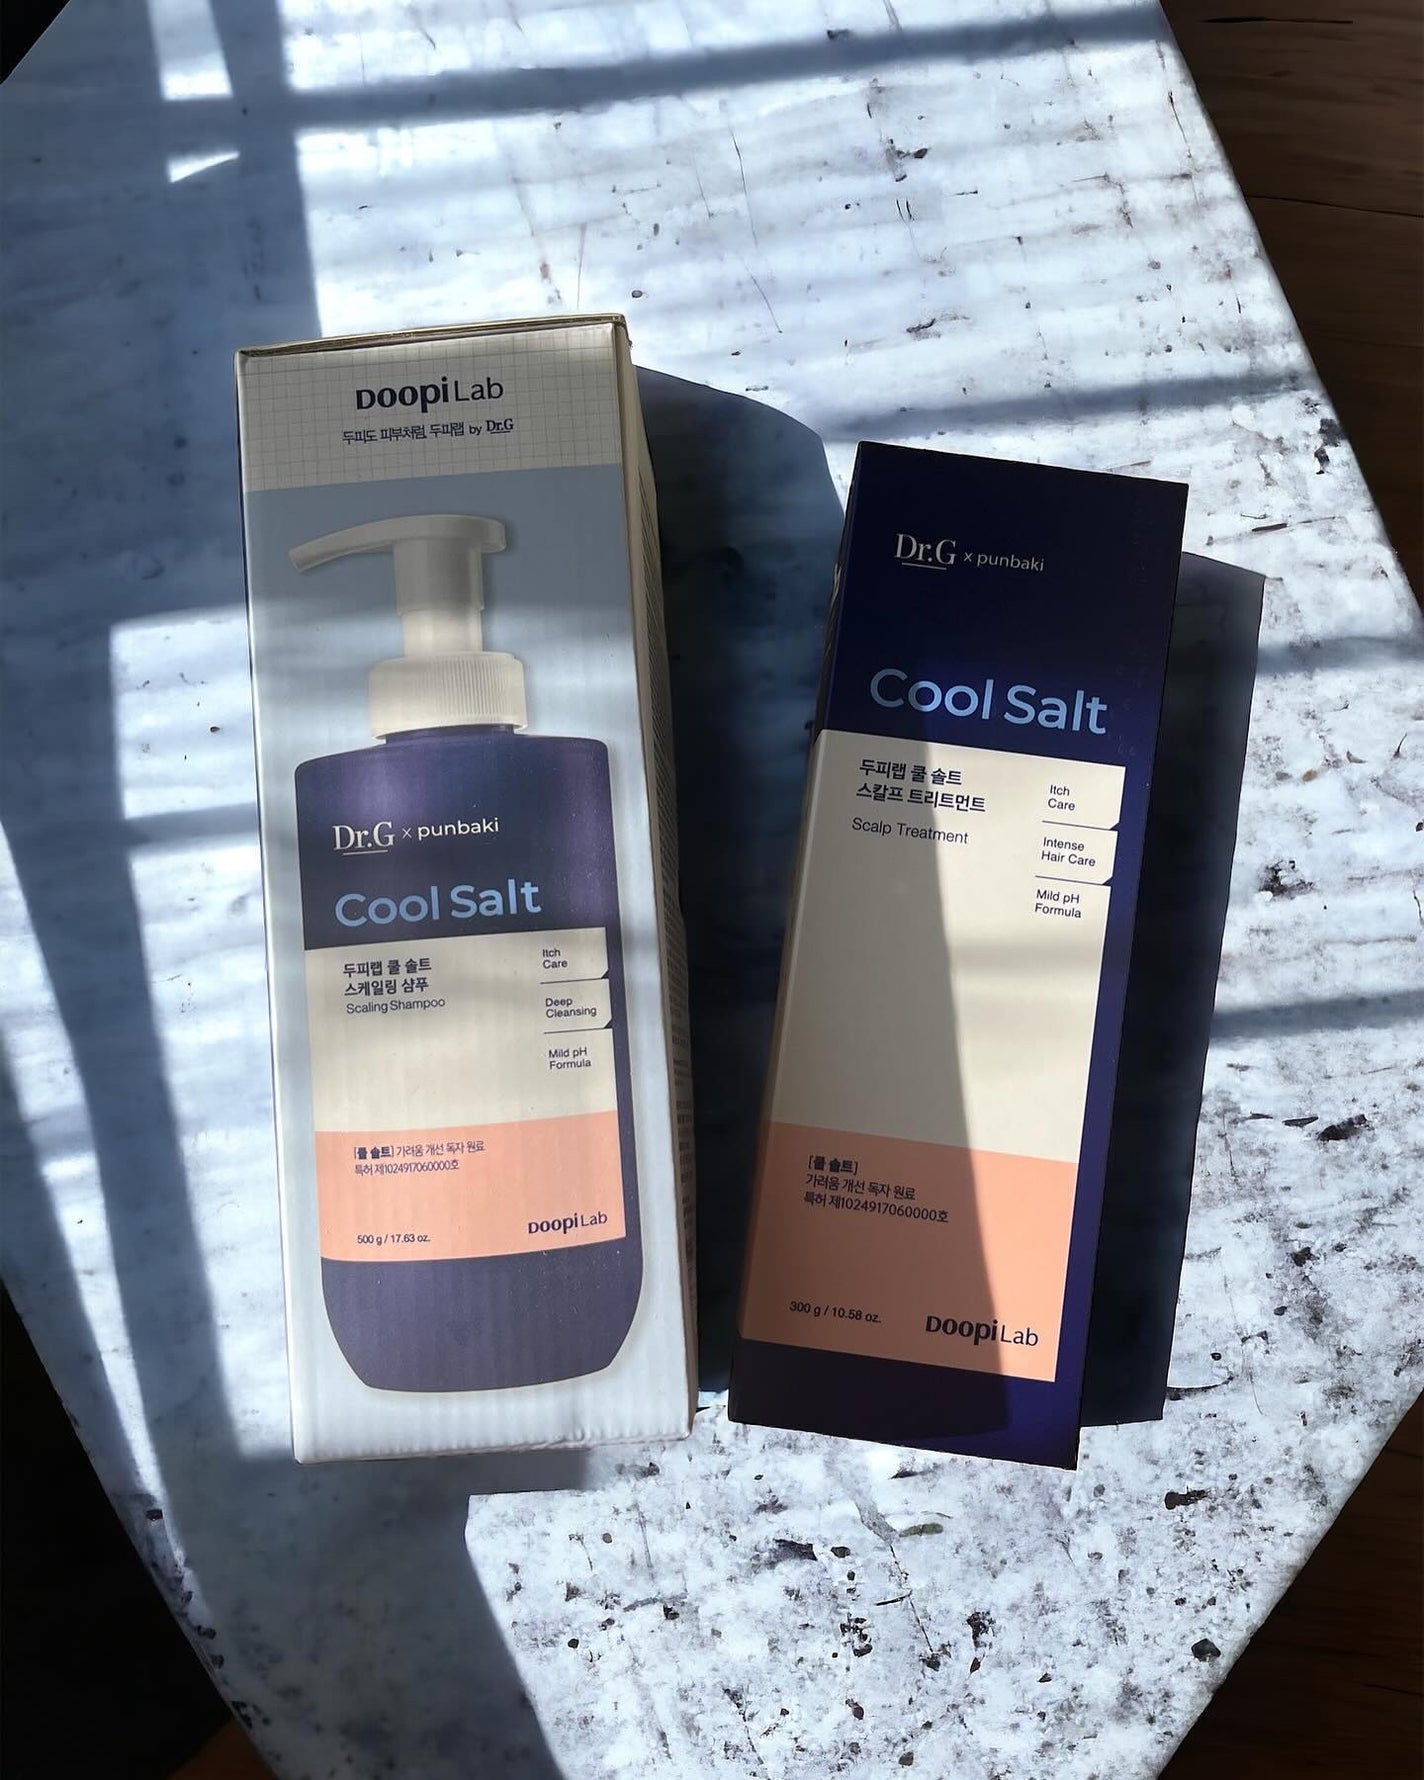 DOOPi Lab
두피도 피부처럼, 두피랩 by Dr.G
Dr.G x punbaki
Cool Salt
두피랩 쿨 솔트
스케일링 샴푸
Scaling Shampoo
Itch
Care
Deep
Cleansing
Mild pH
Formula
[쿨 솔트] 가려움 개선 독자 원료
특허 제1024917060000호
500 g / 17.63 oz.
DOOPi Lab
Dr.G x punbaki
Cool Salt
두피랩 쿨 솔트
스칼프 트리트먼트
Scalp Treatment
Itch
Care
Intense
Hair Care
Mild pH
Formula
[쿨 솔트]
가려움 개선 독자 원료
특허 제1024917060000호
300 g / 10.58 oz.
DOOPi Lab